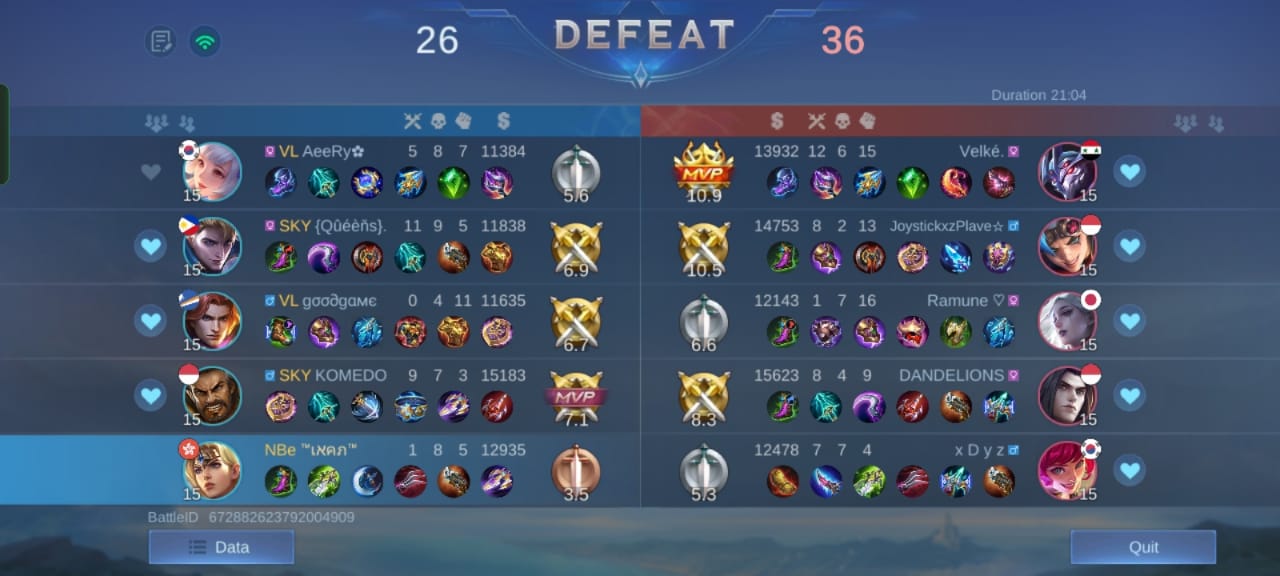 26 DEFEAT 36
Duration 21:04
VL AeeRy✿ 5 8 7 11384
15 5.6
13932 12 6 15 Velké.
MVP 10.9 15
SKY {Qûéèñs}. 11 9 5 11838
15 6.9
14753 8 2 13 JoystickxzPlave☆
10.5 15
VL gσσ∂gαмє 0 4 11 11635
15 6.7
12143 1 7 16 Ramune ♡
6.6 15
SKY KOMEDO 9 7 3 15183
15 MVP 7.1
15623 8 4 9 DANDELIONS
8.3 15
NBe 1 8 5 12935
15 3.5
12478 7 7 4 x D y z
5.3 15
BattleID 672882623792004909
Data
Quit